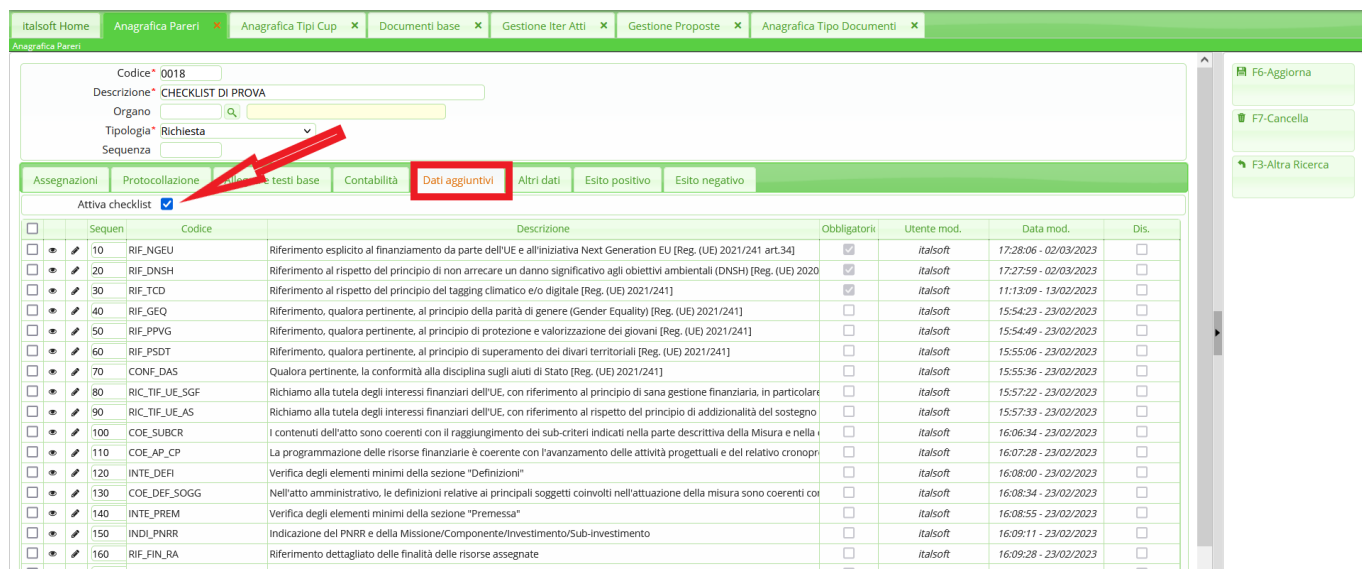 italsoft Home Anagrafica Pareri × Anagrafica Tipi Cup × Documenti base × Gestione Iter Atti × Gestione Proposte × Anagrafica Tipo Documenti ×
Anagrafica Pareri
Codice* 0018
Descrizione* CHECKLIST DI PROVA
Organo
Tipologia* Richiesta
Sequenza
F6-Aggiorna
F7-Cancella
F3-Altra Ricerca
Assegnazioni Protocollazione testi base Contabilità Dati aggiuntivi Altri dati Esito positivo Esito negativo
Attiva checklist
Sequen Codice Descrizione Obbligatoric Utente mod. Data mod. Dis.
10 RIF_NGEU Riferimento esplicito al finanziamento da parte dell'UE e all'iniziativa Next Generation EU [Reg. (UE) 2021/241 art.34] italsoft 17:28:06 - 02/03/2023
20 RIF_DNSH Riferimento al rispetto del principio di non arrecare un danno significativo agli obiettivi ambientali (DNSH) [Reg. (UE) 2020 italsoft 17:27:59 - 02/03/2023
30 RIF_TCD Riferimento al rispetto del principio del tagging climatico e/o digitale [Reg. (UE) 2021/241] italsoft 11:13:09 - 13/02/2023
40 RIF_GEQ Riferimento, qualora pertinente, al principio della parità di genere (Gender Equality) [Reg. (UE) 2021/241] italsoft 15:54:23 - 23/02/2023
50 RIF_PPVG Riferimento, qualora pertinente, al principio di protezione e valorizzazione dei giovani [Reg. (UE) 2021/241] italsoft 15:54:49 - 23/02/2023
60 RIF_PSDT Riferimento, qualora pertinente, al principio di superamento dei divari territoriali [Reg. (UE) 2021/241] italsoft 15:55:06 - 23/02/2023
70 CONF_DAS Qualora pertinente, la conformità alla disciplina sugli aiuti di Stato [Reg. (UE) 2021/241] italsoft 15:55:36 - 23/02/2023
80 RIC_TIF_UE_SGF Richiamo alla tutela degli interessi finanziari dell'UE, con riferimento al principio di sana gestione finanziaria, in particolare italsoft 15:57:22 - 23/02/2023
90 RIC_TIF_UE_AS Richiamo alla tutela degli interessi finanziari dell'UE, con riferimento al rispetto del principio di addizionalità del sostegno italsoft 15:57:33 - 23/02/2023
100 COE_SUBCR I contenuti dell'atto sono coerenti con il raggiungimento dei sub-criteri indicati nella parte descrittiva della Misura e nella italsoft 16:06:34 - 23/02/2023
110 COE_AP_CP La programmazione delle risorse finanziarie è coerente con l'avanzamento delle attività progettuali e del relativo cronopr italsoft 16:07:28 - 23/02/2023
120 INTE_DEFI Verifica degli elementi minimi della sezione "Definizioni" italsoft 16:08:00 - 23/02/2023
130 COE_DEF_SOGG Nell'atto amministrativo, le definizioni relative ai principali soggetti coinvolti nell'attuazione della misura sono coerenti cor italsoft 16:08:34 - 23/02/2023
140 INTE_PREM Verifica degli elementi minimi della sezione "Premessa" italsoft 16:08:55 - 23/02/2023
150 INDI_PNRR Indicazione del PNRR e della Missione/Componente/Investimento/Sub-investimento italsoft 16:09:11 - 23/02/2023
160 RIF_FIN_RA Riferimento dettagliato delle finalità delle risorse assegnate italsoft 16:09:28 - 23/02/2023